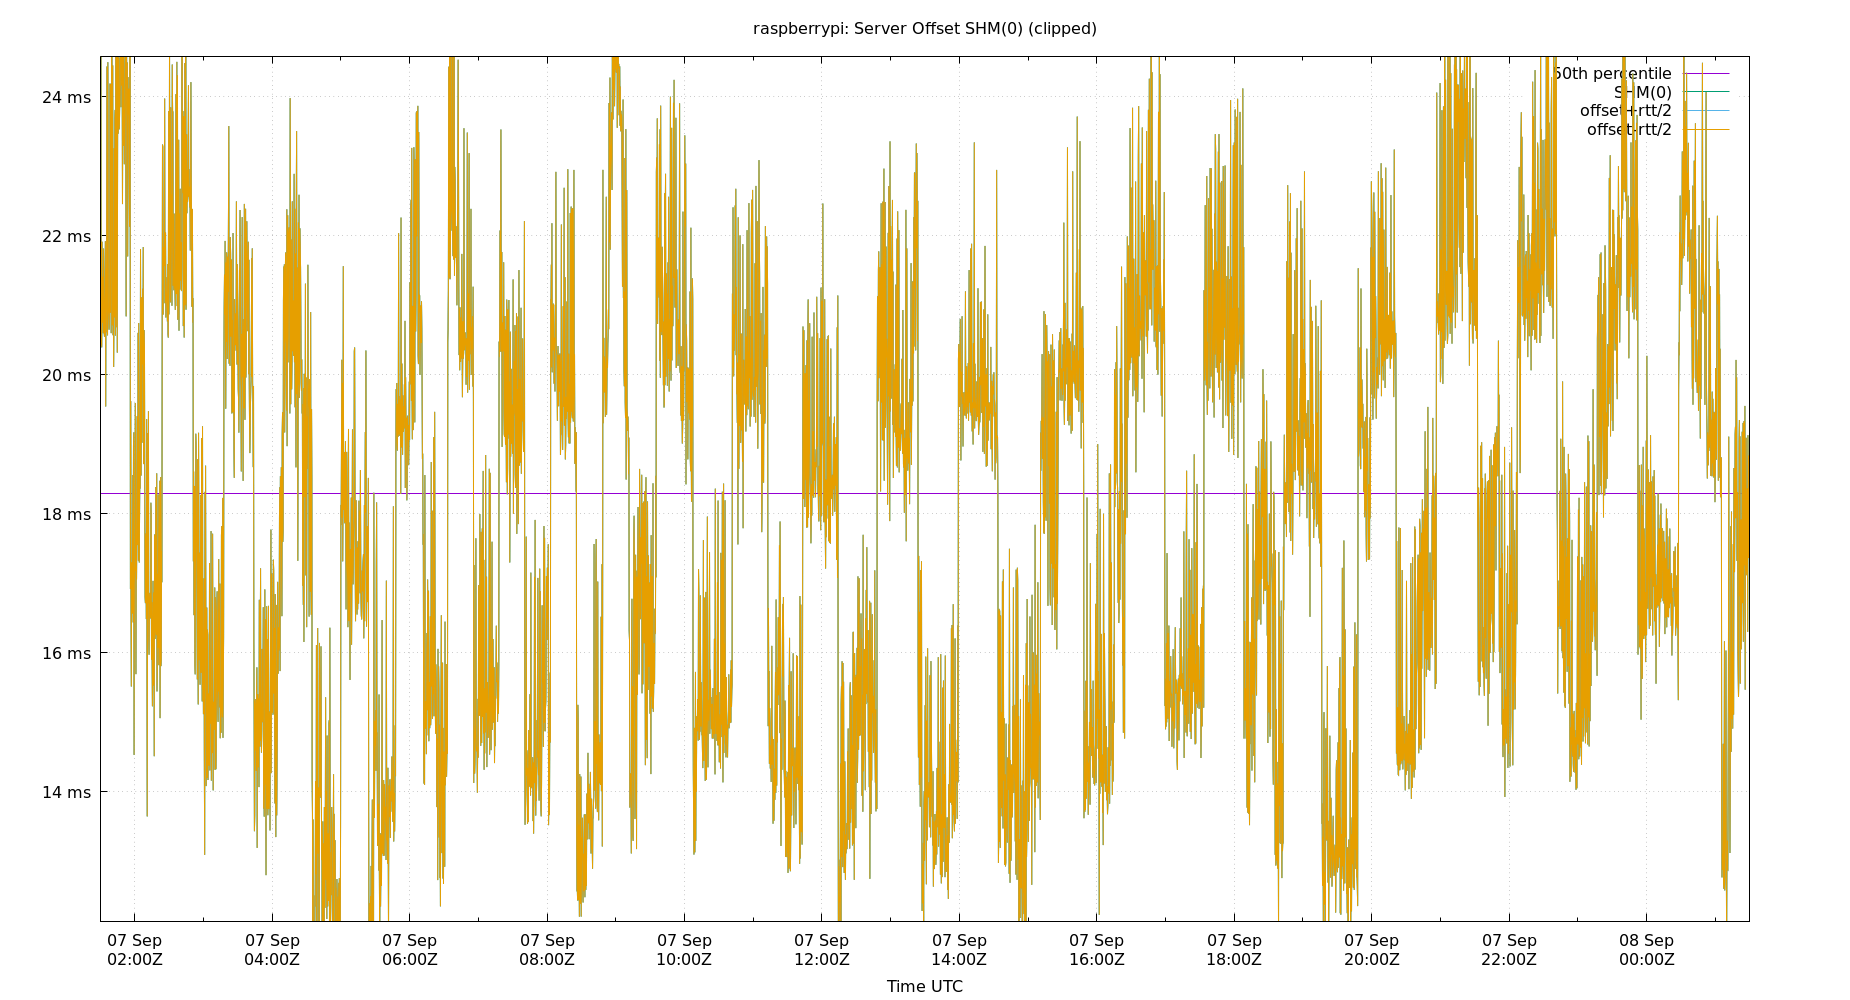 raspberrypi: Server Offset SHM(0) (clipped)
24 ms
22 ms
20 ms
18 ms
16 ms
14 ms
50th percentile
SHM(0)
offset+rtt/2
offset-rtt/2
07 Sep 07 Sep 07 Sep 07 Sep 07 Sep 07 Sep 07 Sep 07 Sep 07 Sep 07 Sep 07 Sep 08 Sep
02:00Z 04:00Z 06:00Z 08:00Z 10:00Z 12:00Z 14:00Z 16:00Z 18:00Z 20:00Z 22:00Z 00:00Z
Time UTC